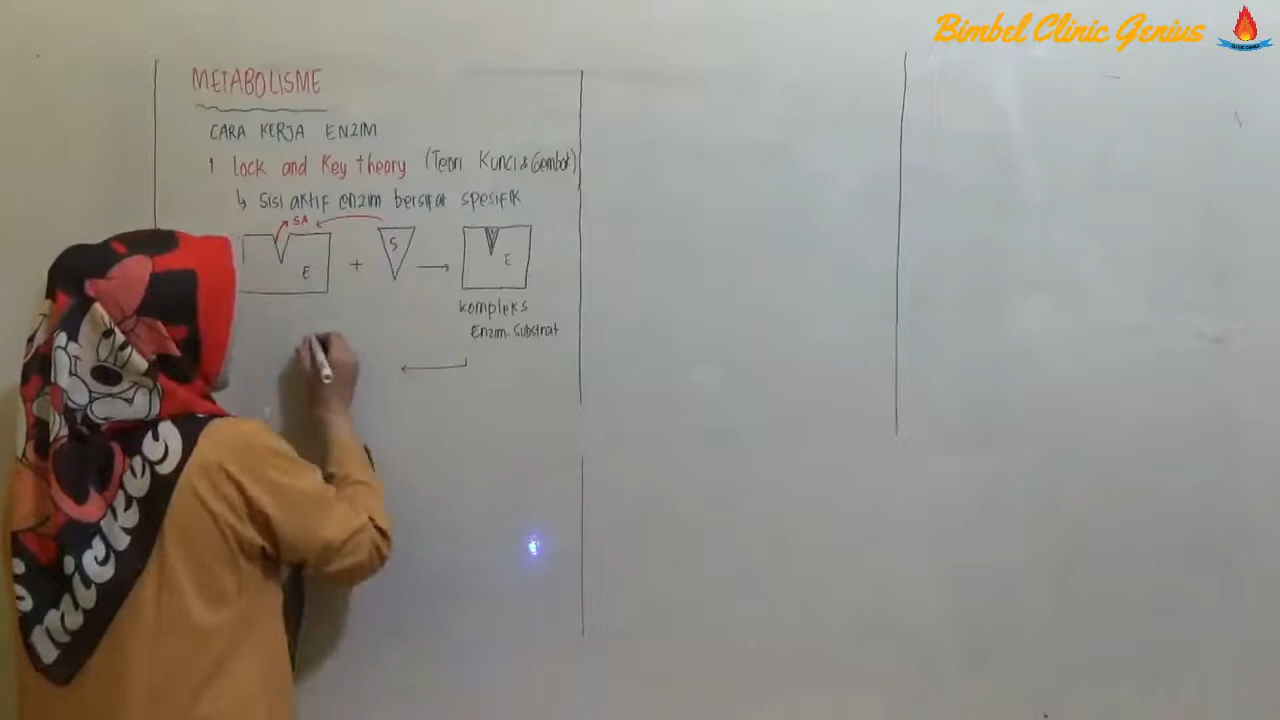 Bimbel Clinic Genius
METABOLISME
CARA KERJA ENZIM
1 Lock and Key theory (Teori Kunci & Gembok)
↳ Sisi aktif enzim bersifat spesifik
SA
E + S → E
Kompleks
Enzim-Substrat
mickey